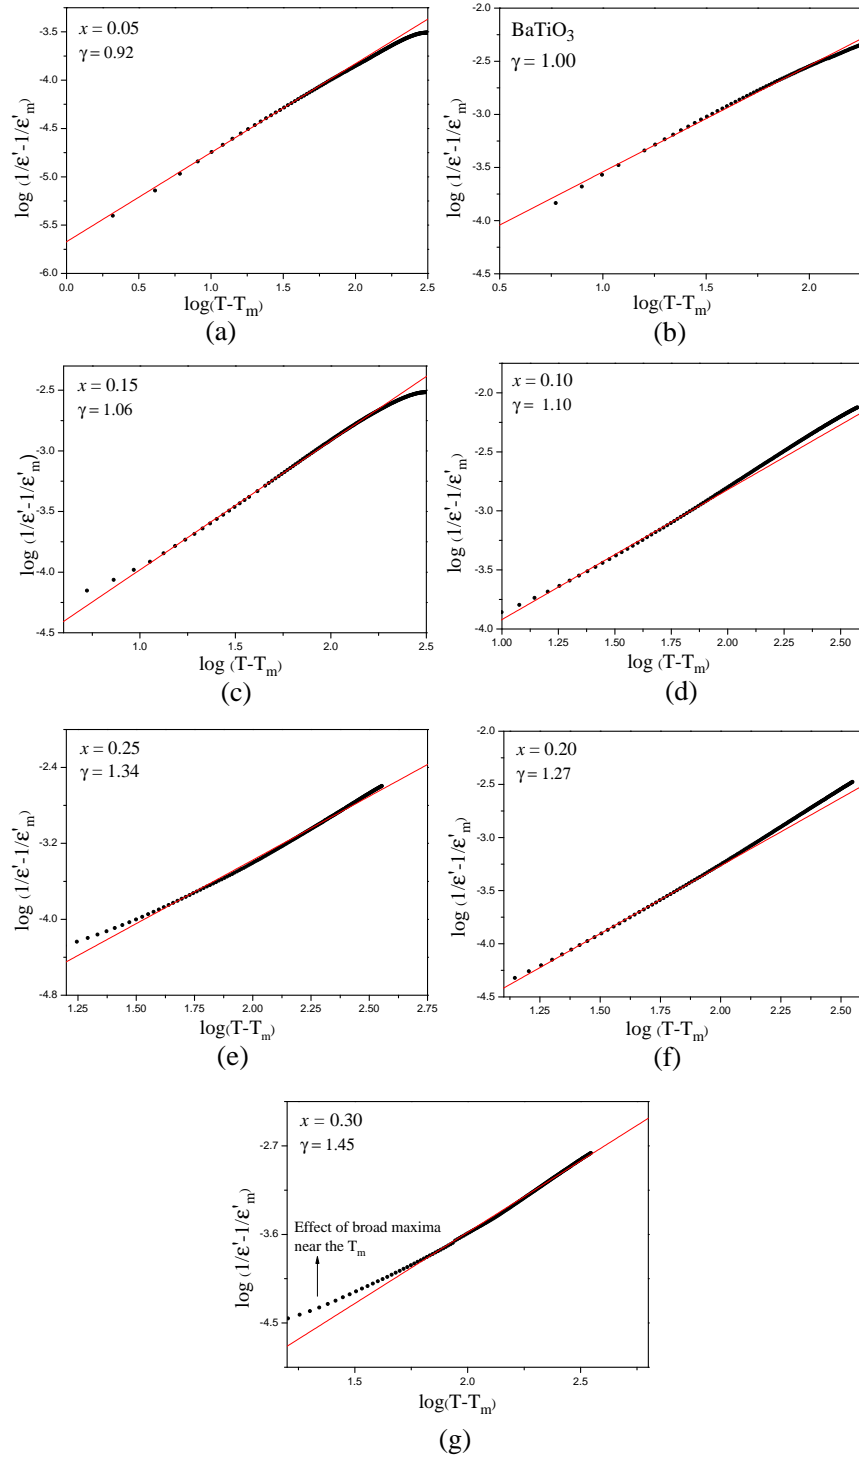 x = 0.05
γ = 0.92
log (1/ε'-1/ε'm)
-3.5
-4.0
-4.5
-5.0
-5.5
-6.0
0.0 0.5 1.0 1.5 2.0 2.5
log(T-Tm)
(a)
BaTiO3
γ = 1.00
log (1/ε'-1/ε'm)
-2.0
-2.5
-3.0
-3.5
-4.0
-4.5
0.5 1.0 1.5 2.0
log(T-Tm)
(b)
x = 0.15
γ = 1.06
log (1/ε'-1/ε'm)
-2.5
-3.0
-3.5
-4.0
-4.5
1.0 1.5 2.0 2.5
log (T-Tm)
(c)
x = 0.10
γ = 1.10
log (1/ε'-1/ε'm)
-2.0
-2.5
-3.0
-3.5
-4.0
1.00 1.25 1.50 1.75 2.00 2.25 2.50
log (T-Tm)
(d)
x = 0.25
γ = 1.34
log (1/ε'-1/ε'm)
-2.4
-3.2
-4.0
-4.8
1.25 1.50 1.75 2.00 2.25 2.50 2.75
log(T-Tm)
(e)
x = 0.20
γ = 1.27
log (1/ε'-1/ε'm)
-2.0
-2.5
-3.0
-3.5
-4.0
-4.5
1.25 1.50 1.75 2.00 2.25 2.50
log (T-Tm)
(f)
x = 0.30
γ = 1.45
Effect of broad maxima
near the Tm
log (1/ε'-1/ε'm)
-2.7
-3.6
-4.5
1.5 2.0 2.5
log(T-Tm)
(g)